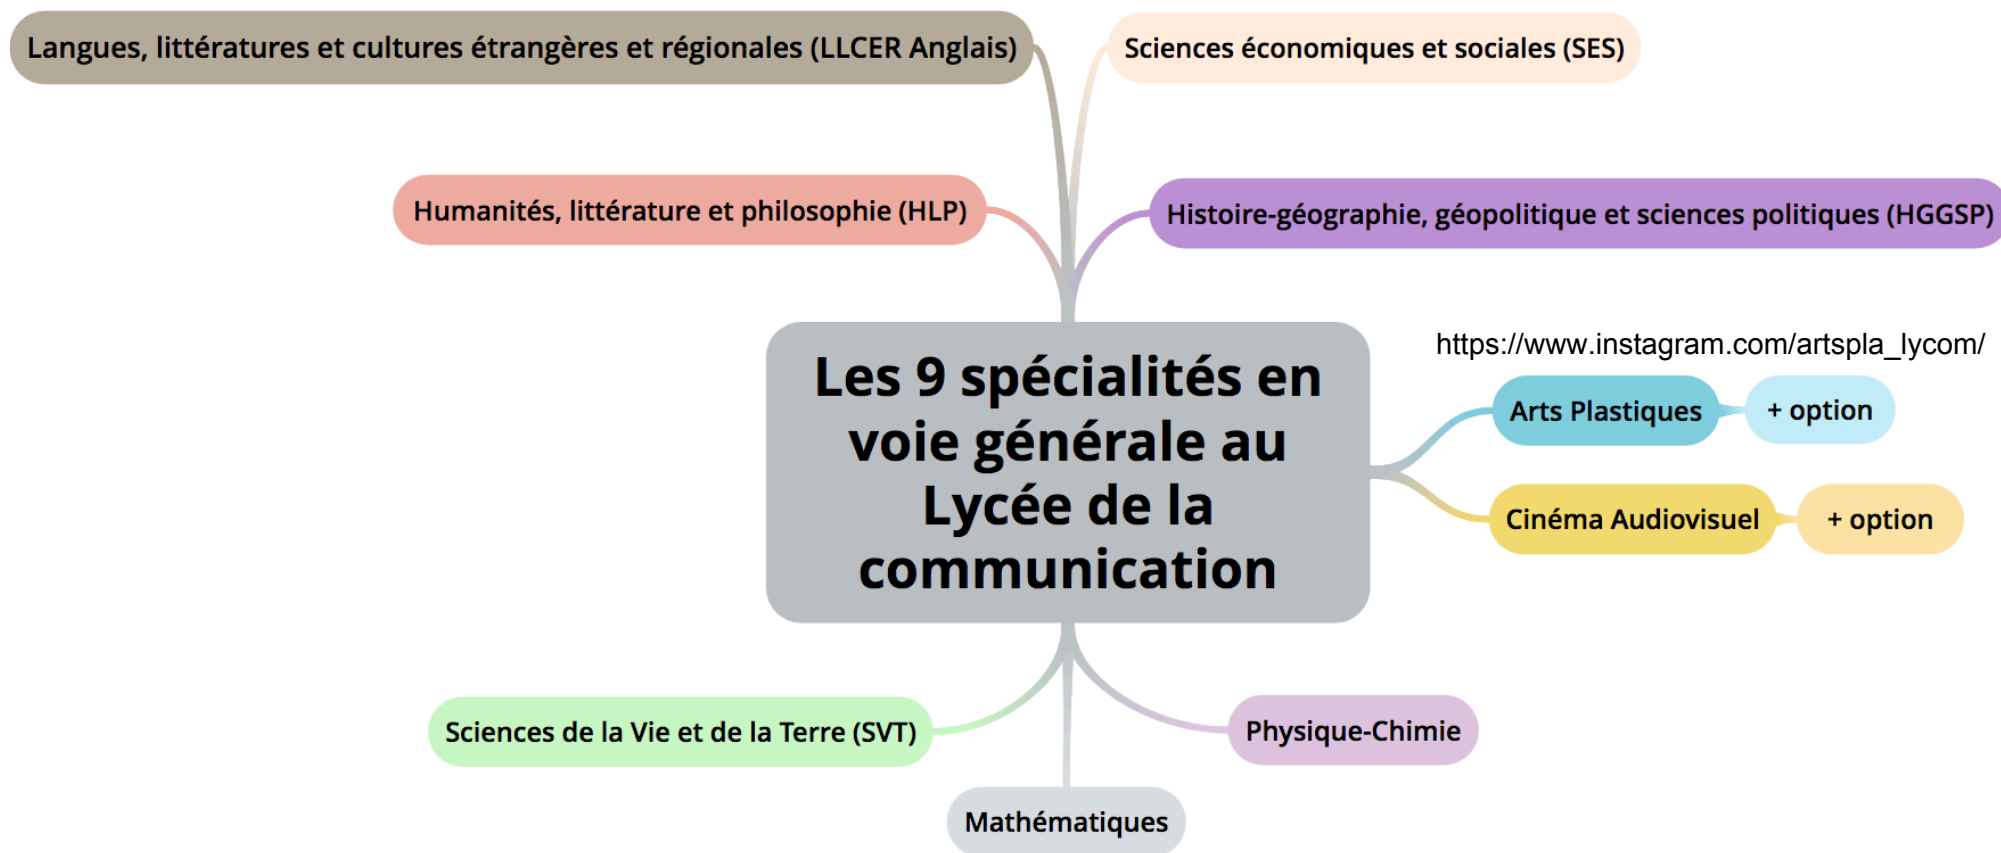 Langues, littératures et cultures étrangères et régionales (LLCER Anglais)
Sciences économiques et sociales (SES)
Humanités, littérature et philosophie (HLP)
Histoire-géographie, géopolitique et sciences politiques (HGGSP)
Les 9 spécialités en
voie générale au
Lycée de la
communication
https://www.instagram.com/artspla_lycom/
Arts Plastiques
+ option
Cinéma Audiovisuel
+ option
Sciences de la Vie et de la Terre (SVT)
Physique-Chimie
Mathématiques